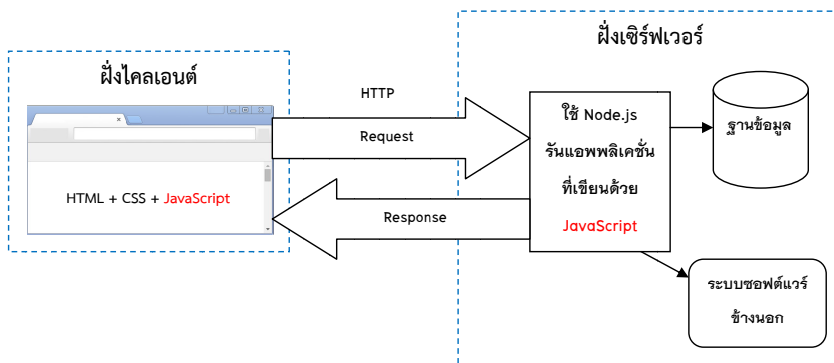 ฝั่งไคลเอนต์
HTML + CSS + JavaScript
HTTP
Request
Response
ฝั่งเซิร์ฟเวอร์
ใช้ Node.js
รันแอพพลิเคชั่น
ที่เขียนด้วย
JavaScript
ฐานข้อมูล
ระบบซอฟต์แวร์
ข้างนอก